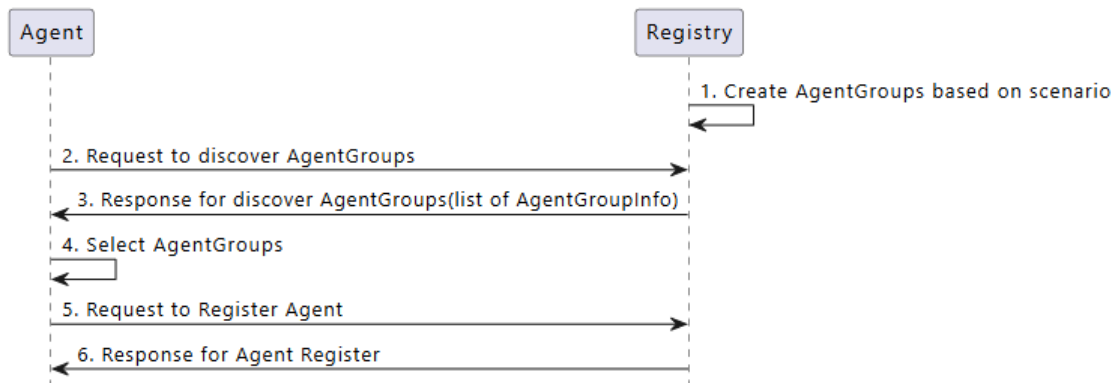 Agent
Registry
1. Create AgentGroups based on scenario
2. Request to discover AgentGroups
3. Response for discover AgentGroups(list of AgentGroupInfo)
4. Select AgentGroups
5. Request to Register Agent
6. Response for Agent Register